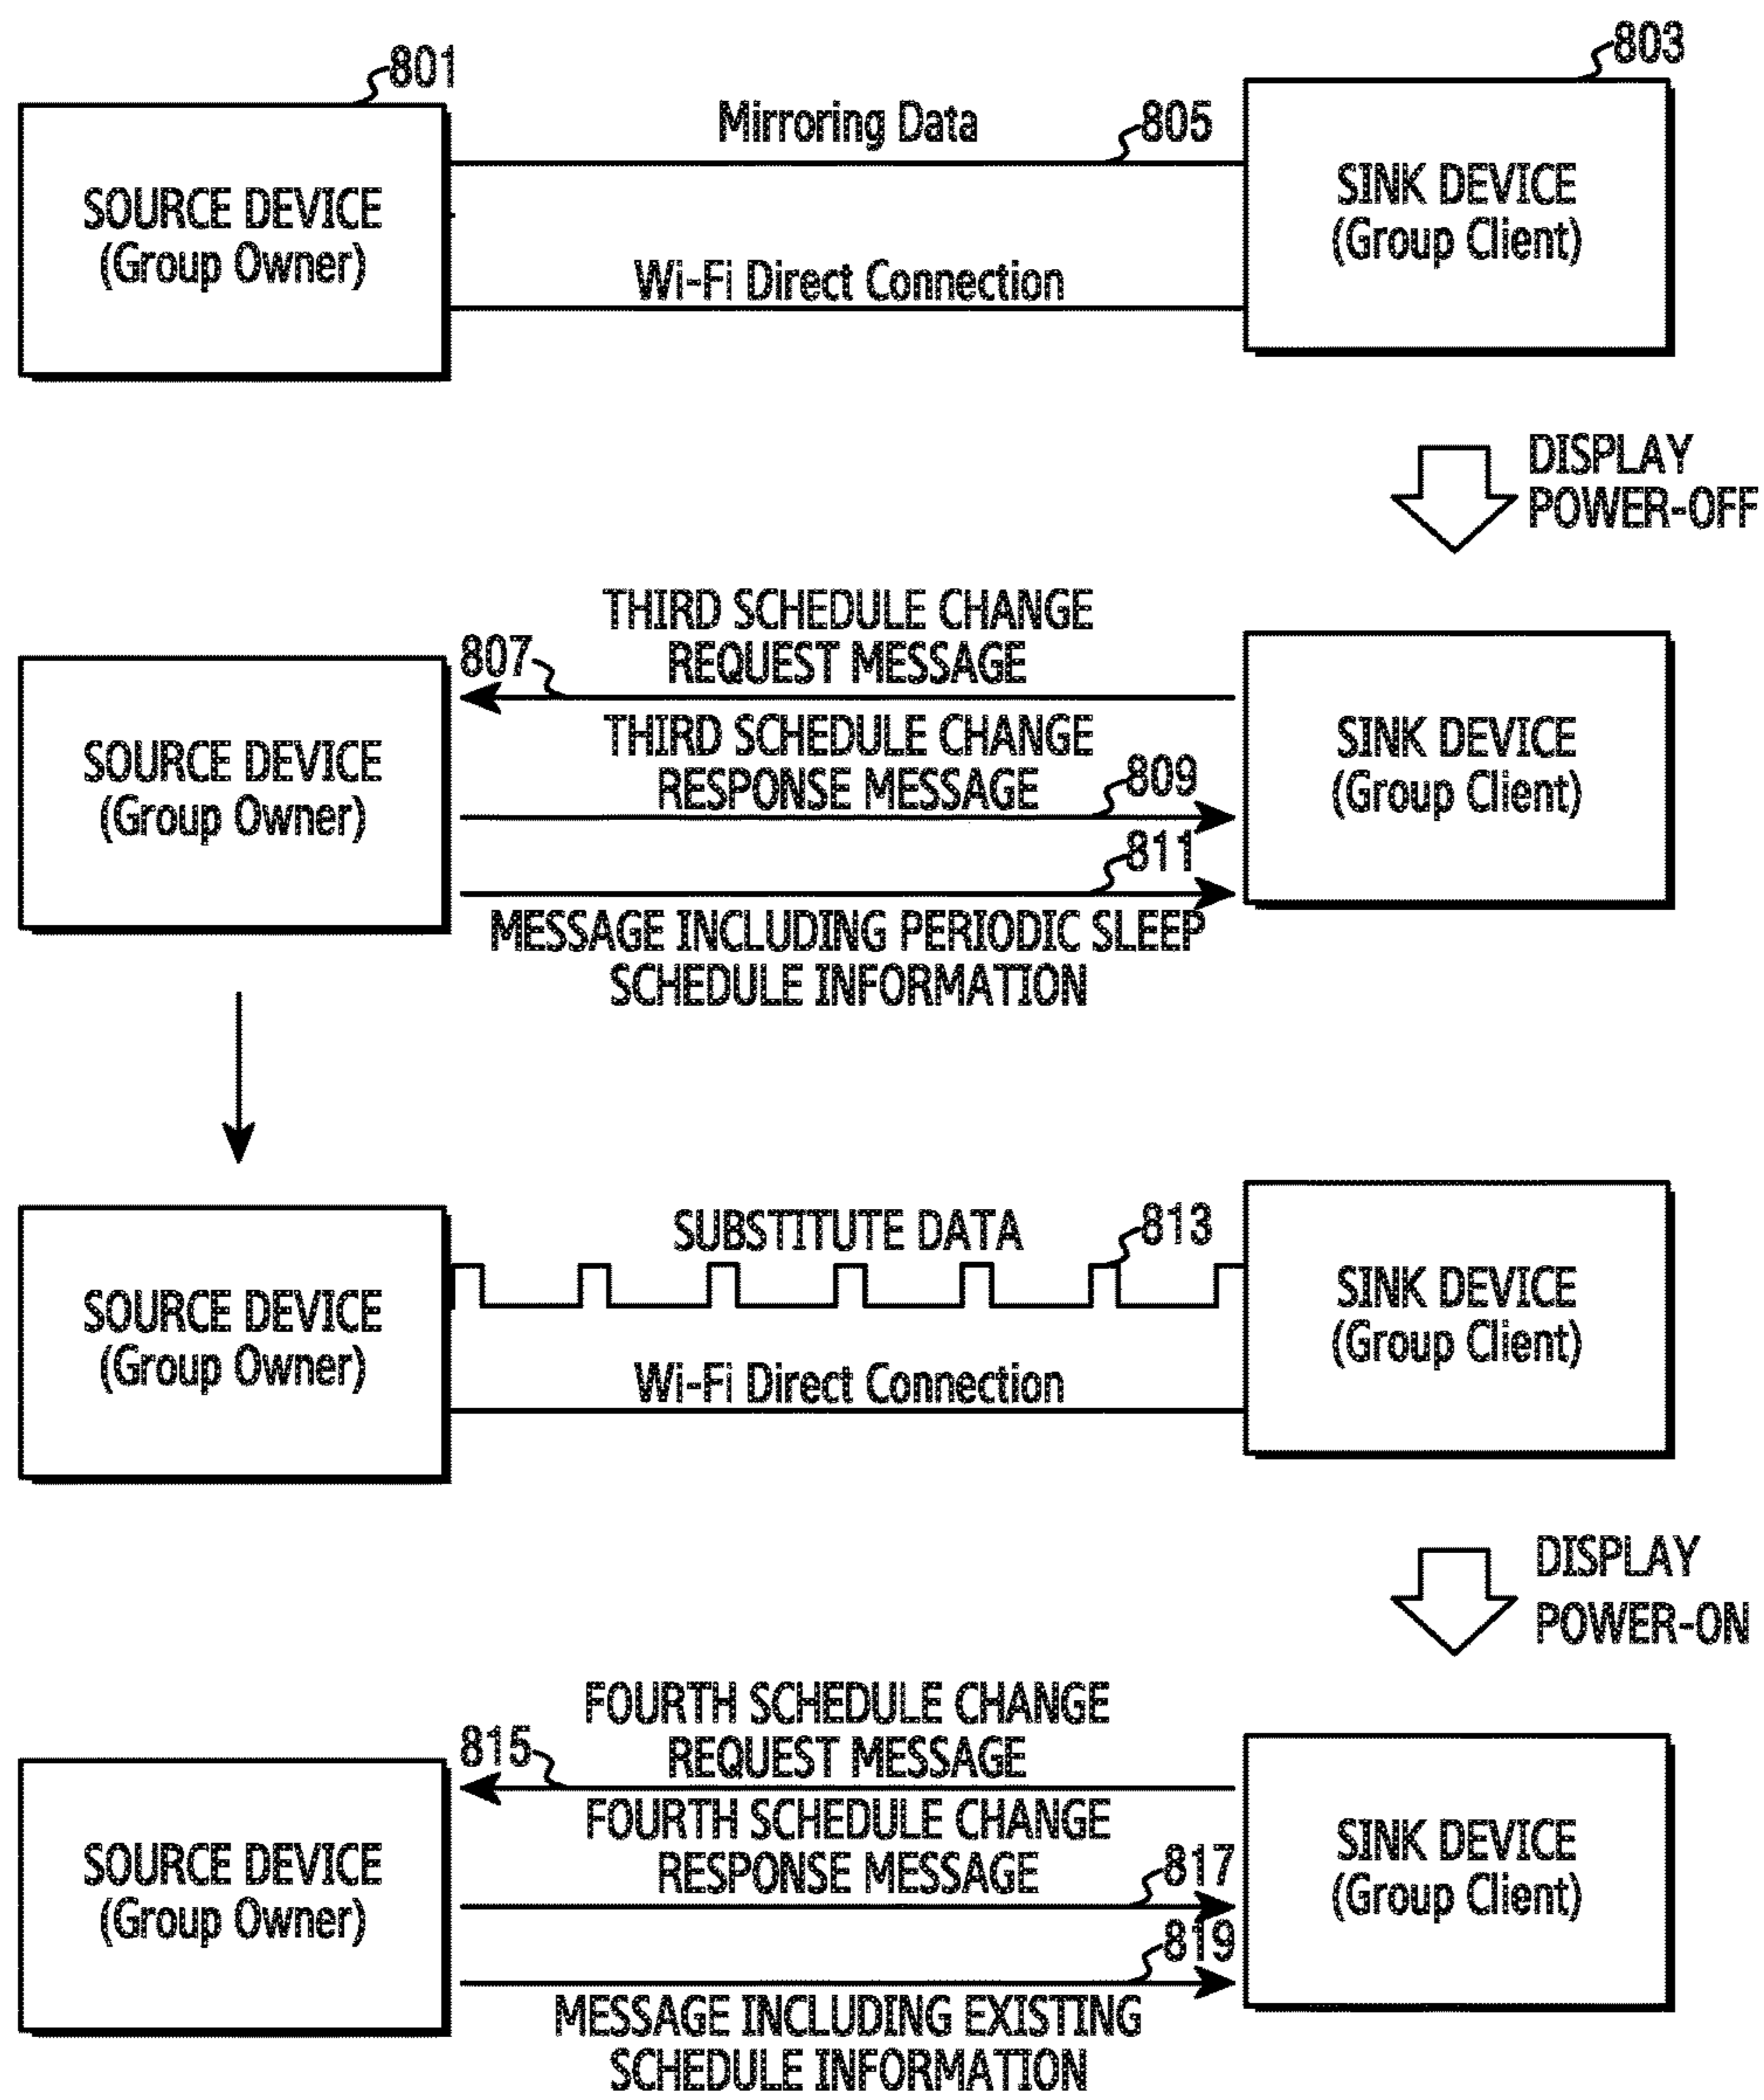 801
803
Mirroring Data
805
SOURCE DEVICE
(Group Owner)
SINK DEVICE
(Group Client)
Wi-Fi Direct Connection
DISPLAY
POWER-OFF
THIRD SCHEDULE CHANGE
REQUEST MESSAGE
807
SOURCE DEVICE
(Group Owner)
THIRD SCHEDULE CHANGE
RESPONSE MESSAGE
809
SINK DEVICE
(Group Client)
811
MESSAGE INCLUDING PERIODIC SLEEP
SCHEDULE INFORMATION
SUBSTITUTE DATA
813
SOURCE DEVICE
(Group Owner)
SINK DEVICE
(Group Client)
Wi-Fi Direct Connection
DISPLAY
POWER-ON
FOURTH SCHEDULE CHANGE
REQUEST MESSAGE
815
FOURTH SCHEDULE CHANGE
RESPONSE MESSAGE
817
SOURCE DEVICE
(Group Owner)
SINK DEVICE
(Group Client)
819
MESSAGE INCLUDING EXISTING
SCHEDULE INFORMATION